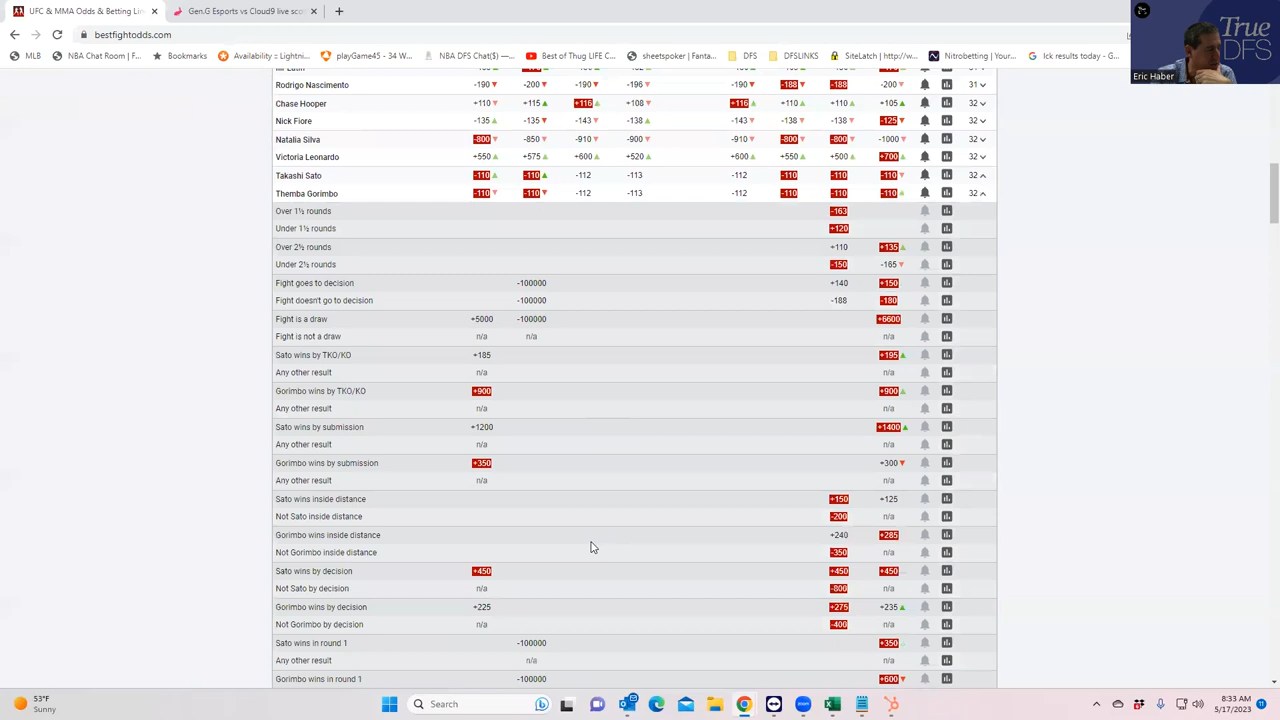 UFC & MMA Odds & Betting Lin × Gen.G Esports vs Cloud9 live sco × +
bestfightodds.com
MLB NBA Chat Room - F... Availability ÷ Lightni... playGame45 - 34 W... NBA DFS Chat($) —... Best of Thug LIFE C... sheetspoker | Fanta... DFS DFSLINKS SiteLatch | http://w... Nitrobetting | Your... lck results today - G...
True DFS
Eric Haber
Rodrigo Nascimento -190 -200 -190 -196 -190 -188 -188 -200 31
Chase Hooper +110 +115 +116 +108 +116 +110 +110 +105 32
Nick Fiore -135 -135 -143 -138 -143 -138 -138 -125 32
Natalia Silva -800 -850 -910 -900 -910 -800 -800 -1000 32
Victoria Leonardo +550 +575 +600 +520 +600 +550 +500 +700 32
Takashi Sato -110 -110 -112 -113 -112 -110 -110 -110 32
Themba Gorimbo -110 -110 -112 -113 -112 -110 -110 -110 32
Over 1½ rounds -163
Under 1½ rounds +120
Over 2½ rounds +110 +135
Under 2½ rounds -150 -165
Fight goes to decision -100000 +140 +150
Fight doesn't go to decision -100000 -188 -180
Fight is a draw +5000 -100000 +6600
Fight is not a draw n/a n/a n/a
Sato wins by TKO/KO +185 +195
Any other result n/a n/a
Gorimbo wins by TKO/KO +900 +900
Any other result n/a n/a
Sato wins by submission +1200 +1400
Any other result n/a n/a
Gorimbo wins by submission +350 +300
Any other result n/a n/a
Sato wins inside distance +150 +125
Not Sato inside distance -200 n/a
Gorimbo wins inside distance +240 +285
Not Gorimbo inside distance -350 n/a
Sato wins by decision +450 +450 +450
Not Sato by decision n/a -800 n/a
Gorimbo wins by decision +225 +275 +235
Not Gorimbo by decision n/a -400 n/a
Sato wins in round 1 -100000 +350
Any other result n/a n/a
Gorimbo wins in round 1 -100000 +600
53°F
Sunny
Search
8:33 AM
5/17/2023